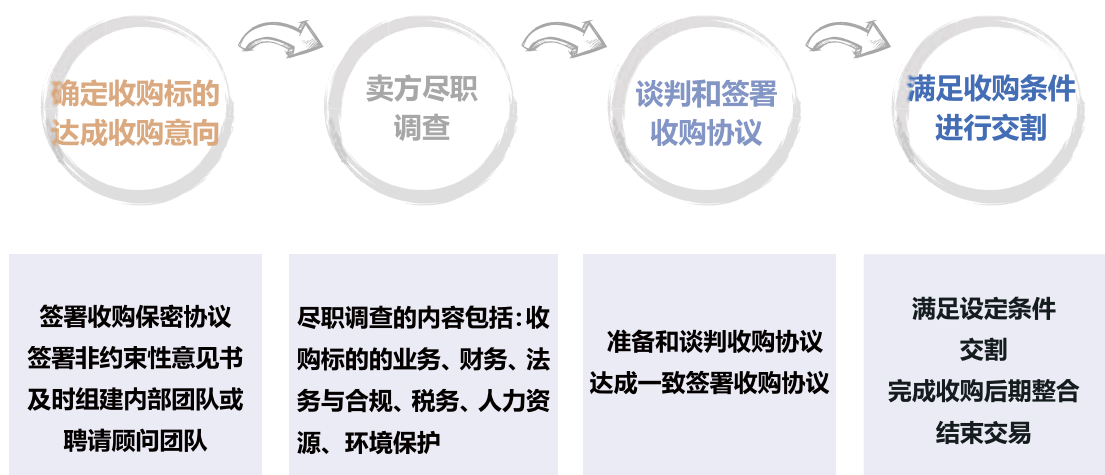 确定收购标的
达成收购意向
卖方尽职
调查
谈判和签署
收购协议
满足收购条件
进行交割
签署收购保密协议
签署非约束性意见书
及时组建内部团队或
聘请顾问团队
尽职调查的内容包括：收
购标的的业务、财务、法
务与合规、税务、人力资
源、环境保护
准备和谈判收购协议
达成一致签署收购协议
满足设定条件
交割
完成收购后期整合
结束交易